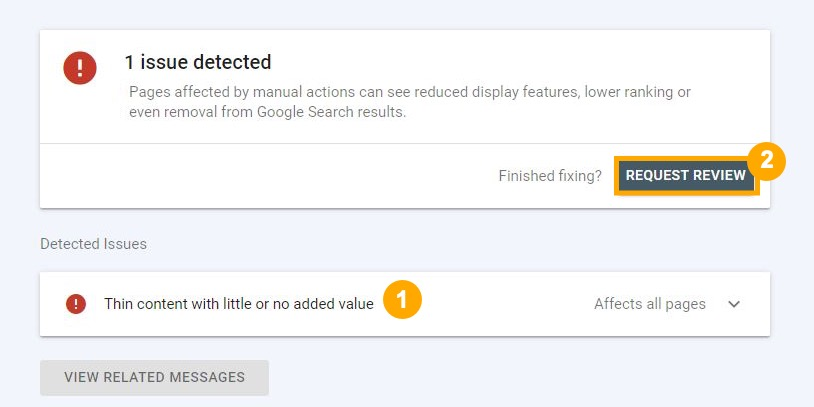 1 issue detected
Pages affected by manual actions can see reduced display features, lower ranking or
even removal from Google Search results.
Finished fixing? REQUEST REVIEW 2
Detected Issues
Thin content with little or no added value 1 Affects all pages
VIEW RELATED MESSAGES